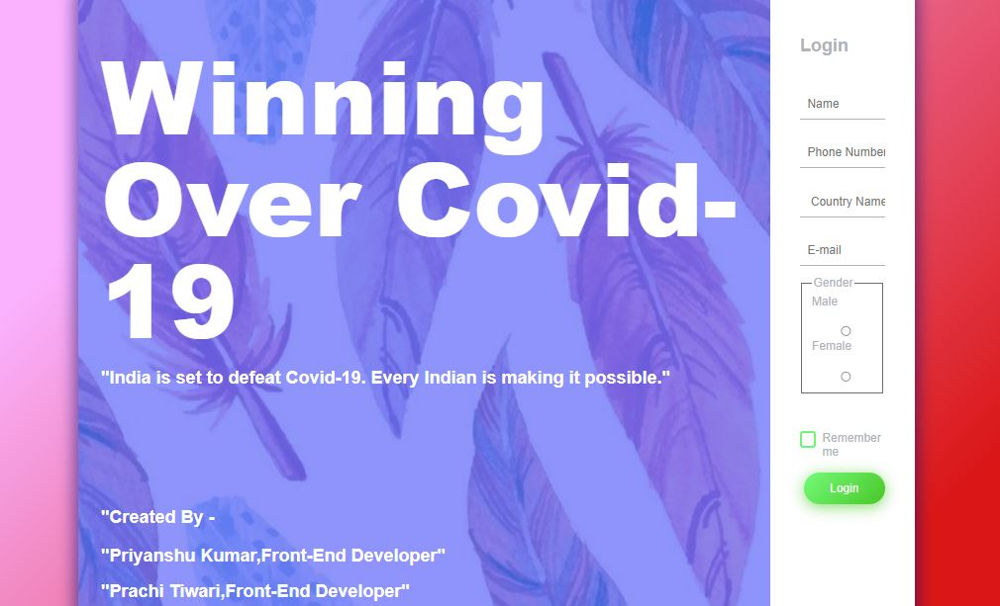 Winning
Over Covid-
19
"India is set to defeat Covid-19. Every Indian is making it possible."
"Created By -
"Priyanshu Kumar,Front-End Developer"
"Prachi Tiwari,Front-End Developer"
Login
Name
Phone Number
Country Name
E-mail
Gender
Male
Female
Remember
me
Login